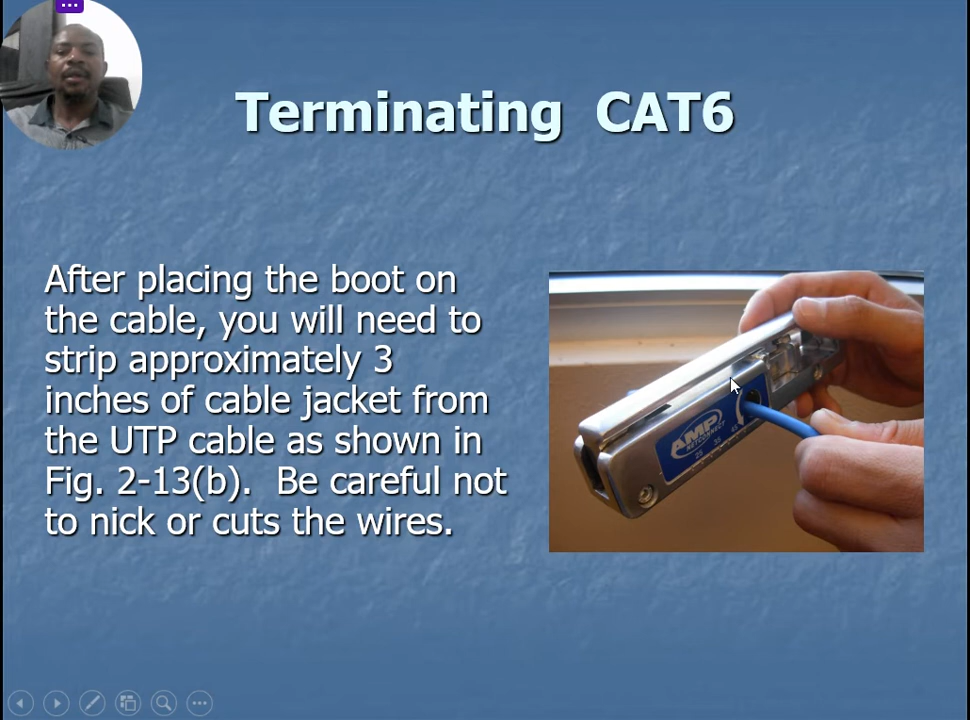 Terminating CAT6
After placing the boot on
the cable, you will need to
strip approximately 3
inches of cable jacket from
the UTP cable as shown in
Fig. 2-13(b). Be careful not
to nick or cuts the wires.
AMP
NETCONNECT